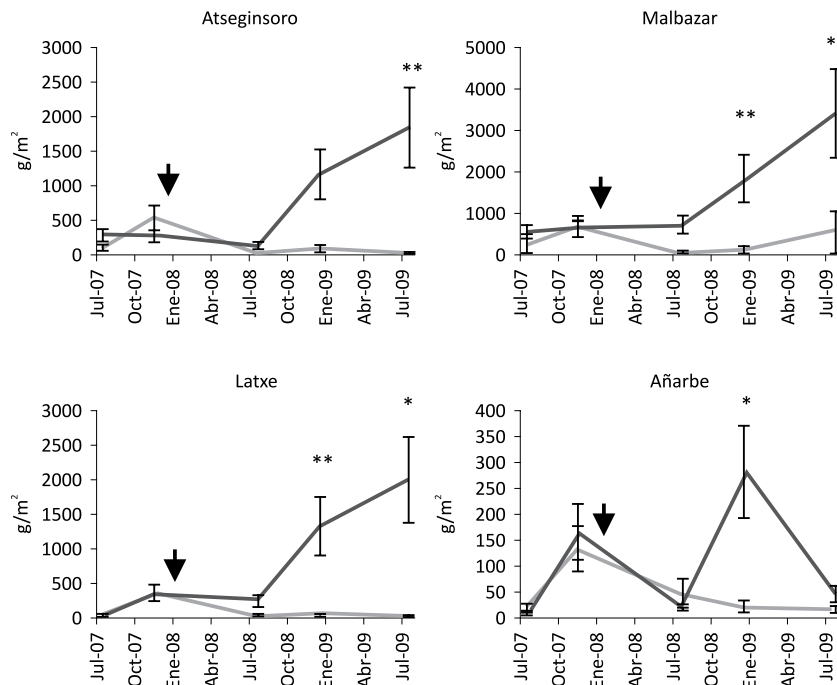 Atseginsoro
3000
2500
2000
1500
1000
500
0
g/m²
**
Jul-07
Oct-07
Ene-08
Abr-08
Jul-08
Oct-08
Ene-09
Abr-09
Jul-09
Malbazar
5000
4000
3000
2000
1000
0
g/m²
**
*
Jul-07
Oct-07
Ene-08
Abr-08
Jul-08
Oct-08
Ene-09
Abr-09
Jul-09
Latxe
3000
2500
2000
1500
1000
500
0
g/m²
**
*
Jul-07
Oct-07
Ene-08
Abr-08
Jul-08
Oct-08
Ene-09
Abr-09
Jul-09
Añarbe
400
350
300
250
200
150
100
50
0
g/m²
*
Jul-07
Oct-07
Ene-08
Abr-08
Jul-08
Oct-08
Ene-09
Abr-09
Jul-09